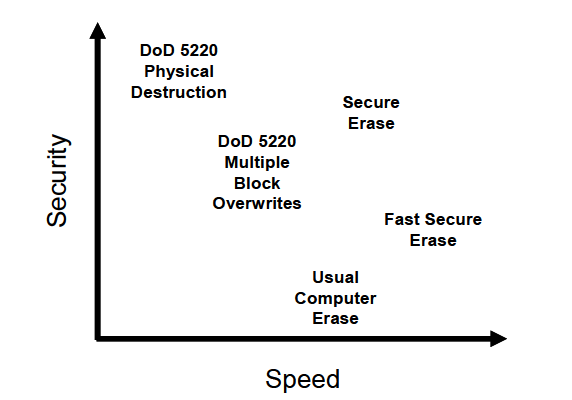 DoD 5220
Physical
Destruction
Secure
Erase
DoD 5220
Multiple
Block
Overwrites
Fast Secure
Erase
Usual
Computer
Erase
Security
Speed